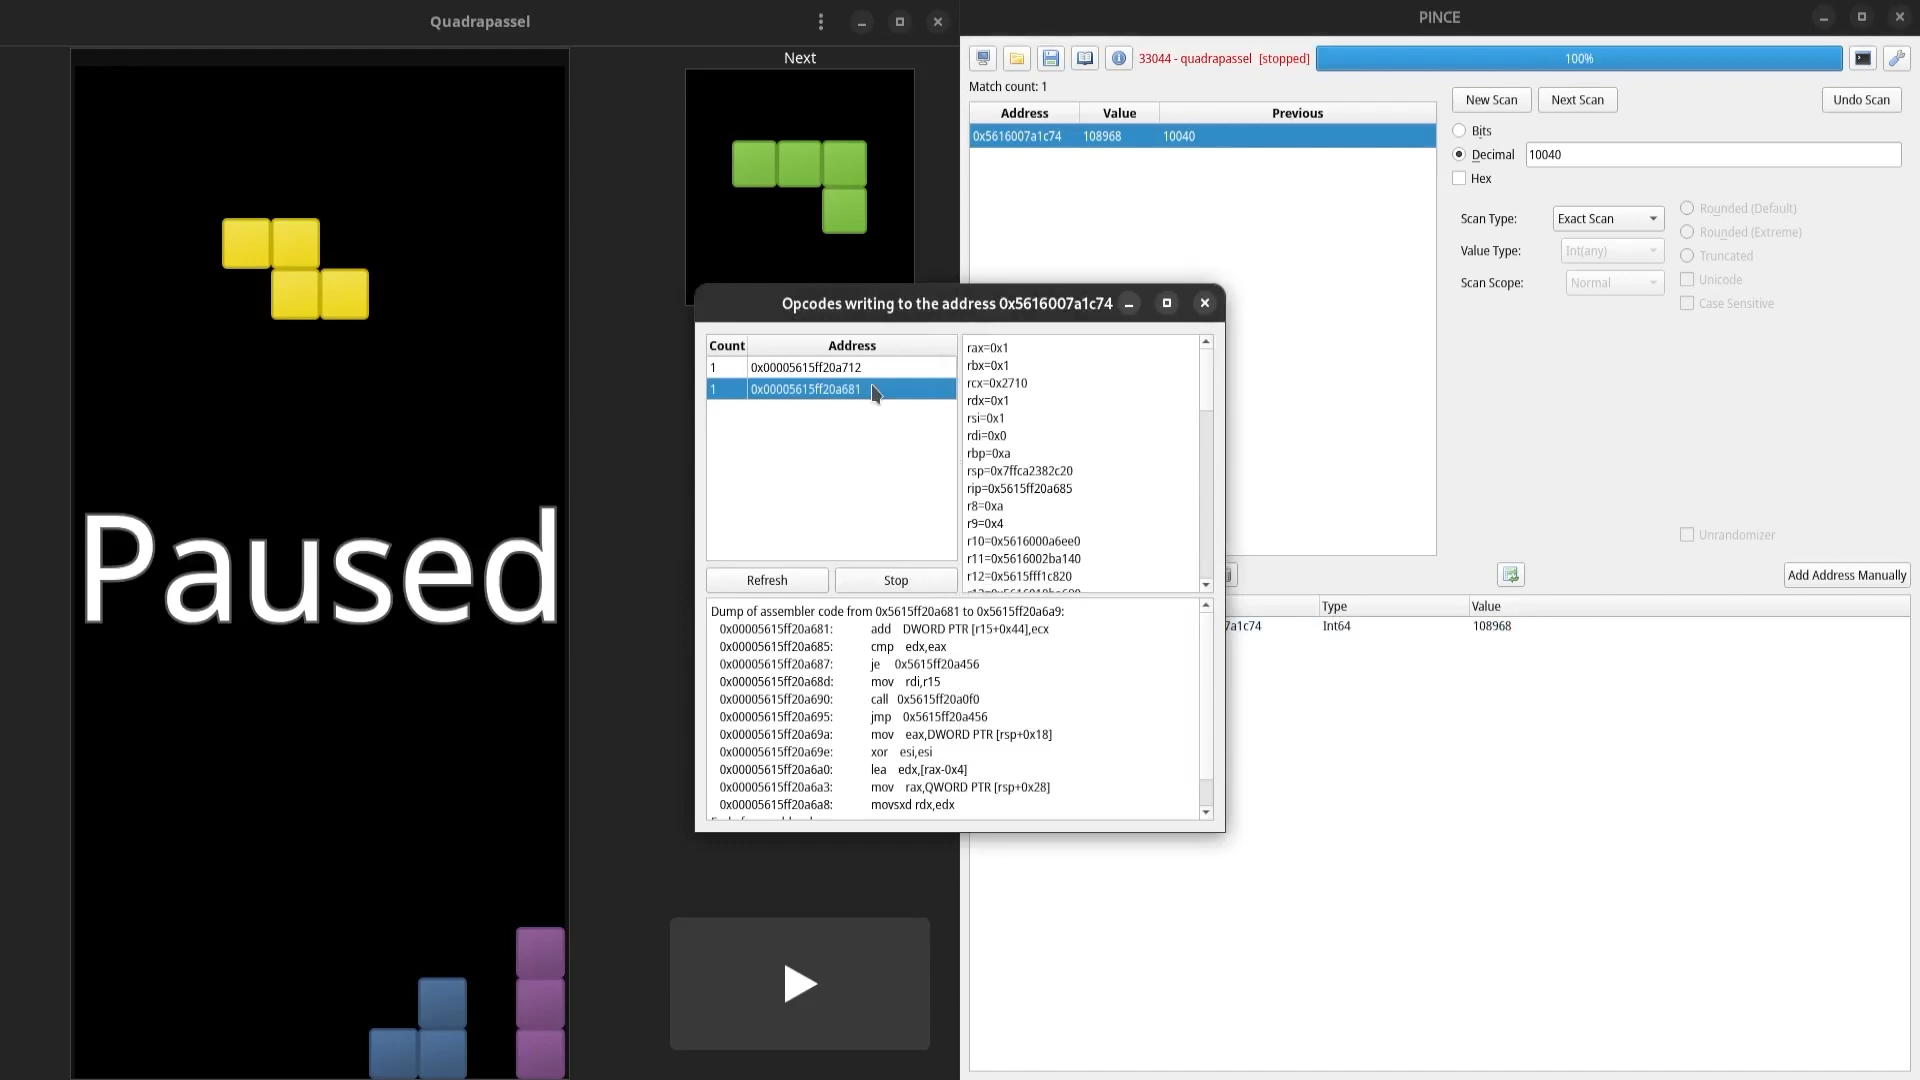 Quadrapassel
Next
Paused
PINCE
33044 - quadrapassel [stopped]
100%
Match count: 1
Address Value Previous
0x5616007a1c74 108968 10040
New Scan Next Scan Undo Scan
Bits
Decimal 10040
Hex
Scan Type: Exact Scan
Value Type: Int(any)
Scan Scope: Normal
Rounded (Default)
Rounded (Extreme)
Truncated
Unicode
Case Sensitive
Unrandomizer
Add Address Manually
Type Value
7a1c74 Int64 108968
Opcodes writing to the address 0x5616007a1c74
Count Address
1 0x00005615ff20a712
1 0x00005615ff20a681
Refresh Stop
rax=0x1
rbx=0x1
rcx=0x2710
rdx=0x1
rsi=0x1
rdi=0x0
rbp=0xa
rsp=0x7ffca2382c20
rip=0x5615ff20a685
r8=0xa
r9=0x4
r10=0x5616000a6ee0
r11=0x5616002ba140
r12=0x5615fff1c820
Dump of assembler code from 0x5615ff20a681 to 0x5615ff20a6a9:
0x00005615ff20a681: add DWORD PTR [r15+0x44],ecx
0x00005615ff20a685: cmp edx,eax
0x00005615ff20a687: je 0x5615ff20a456
0x00005615ff20a68d: mov rdi,r15
0x00005615ff20a690: call 0x5615ff20a0f0
0x00005615ff20a695: jmp 0x5615ff20a456
0x00005615ff20a69a: mov eax,DWORD PTR [rsp+0x18]
0x00005615ff20a69e: xor esi,esi
0x00005615ff20a6a0: lea edx,[rax-0x4]
0x00005615ff20a6a3: mov rax,QWORD PTR [rsp+0x28]
0x00005615ff20a6a8: movsxd rdx,edx